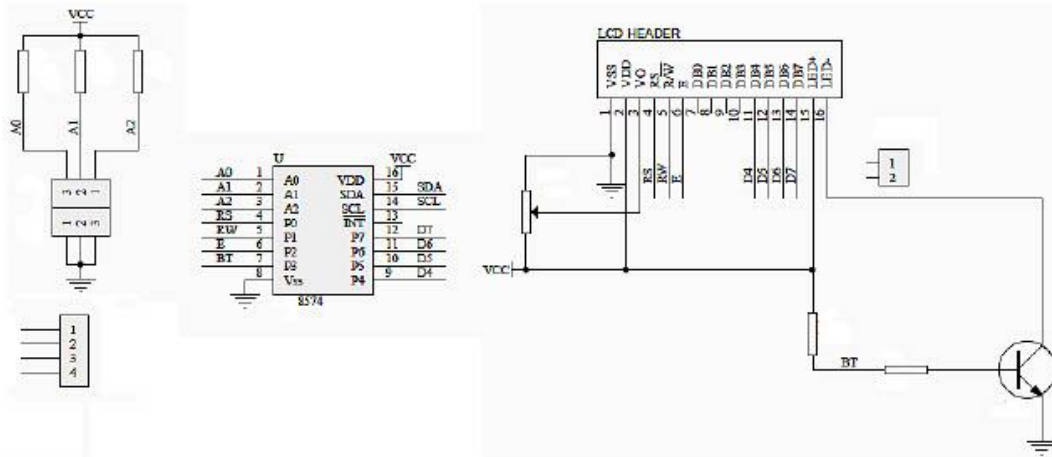 VCC
A0 A1 A2
3 2 1
1 2 3
1
2
3
4
U
VCC
A0 1 A0 VDD 16
A1 2 A1 SDA 15 SDA
A2 3 A2 SCL 14 SCL
RS 4 P0 INT 13
RW 5 P1 P7 12 D7
E 6 P2 P6 11 D6
BT 7 P3 P5 10 D5
8 Vss P4 9 D4
8574
LCD HEADER
VSS VDD VO RS R/W E DB0 DB1 DB2 DB3 DB4 DB5 DB6 DB7 LED+ LED-
1 2 3 4 5 6 7 8 9 10 11 12 13 14 15 16
RS RW E D4 D5 D6 D7
1
2
VCC
BT